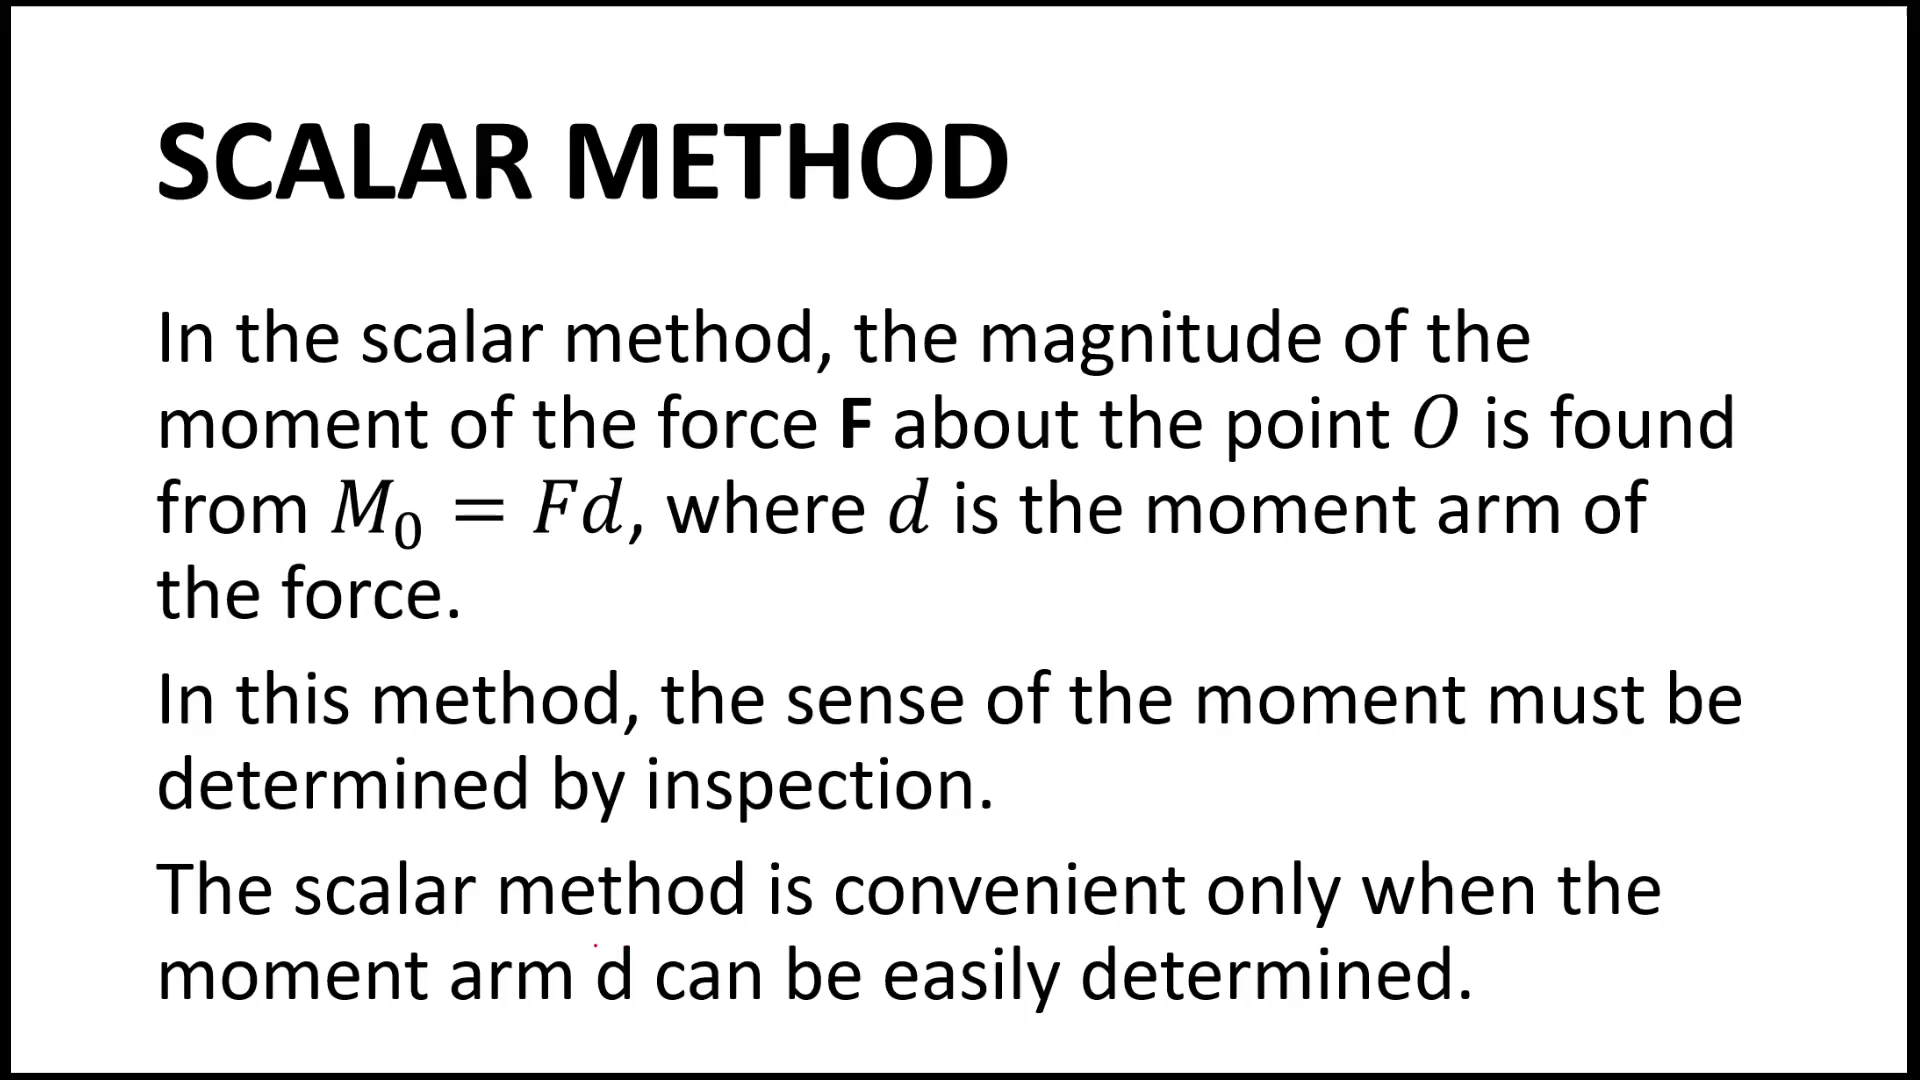 SCALAR METHOD
In the scalar method, the magnitude of the
moment of the force F about the point O is found
from M₀ = Fd, where d is the moment arm of
the force.
In this method, the sense of the moment must be
determined by inspection.
The scalar method is convenient only when the
moment arm d can be easily determined.